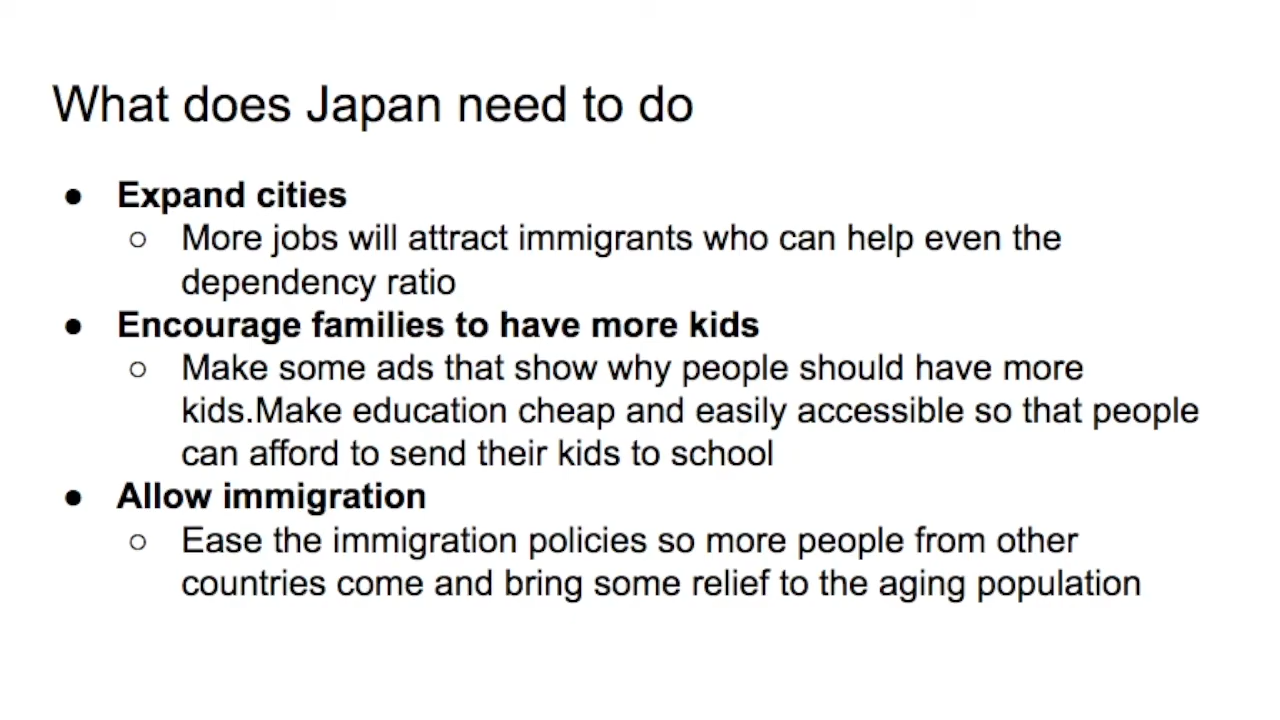 What does Japan need to do
● Expand cities
○ More jobs will attract immigrants who can help even the
dependency ratio
● Encourage families to have more kids
○ Make some ads that show why people should have more
kids.Make education cheap and easily accessible so that people
can afford to send their kids to school
● Allow immigration
○ Ease the immigration policies so more people from other
countries come and bring some relief to the aging population